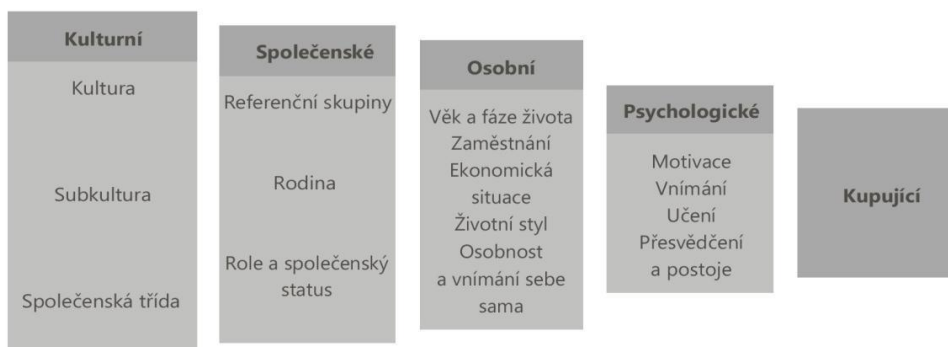 Kulturní
Kultura
Subkultura
Společenská třída
Společenské
Referenční skupiny
Rodina
Role a společenský
status
Osobní
Věk a fáze života
Zaměstnání
Ekonomická
situace
Životní styl
Osobnost
a vnímání sebe
sama
Psychologické
Motivace
Vnímání
Učení
Přesvědčení
a postoje
Kupující